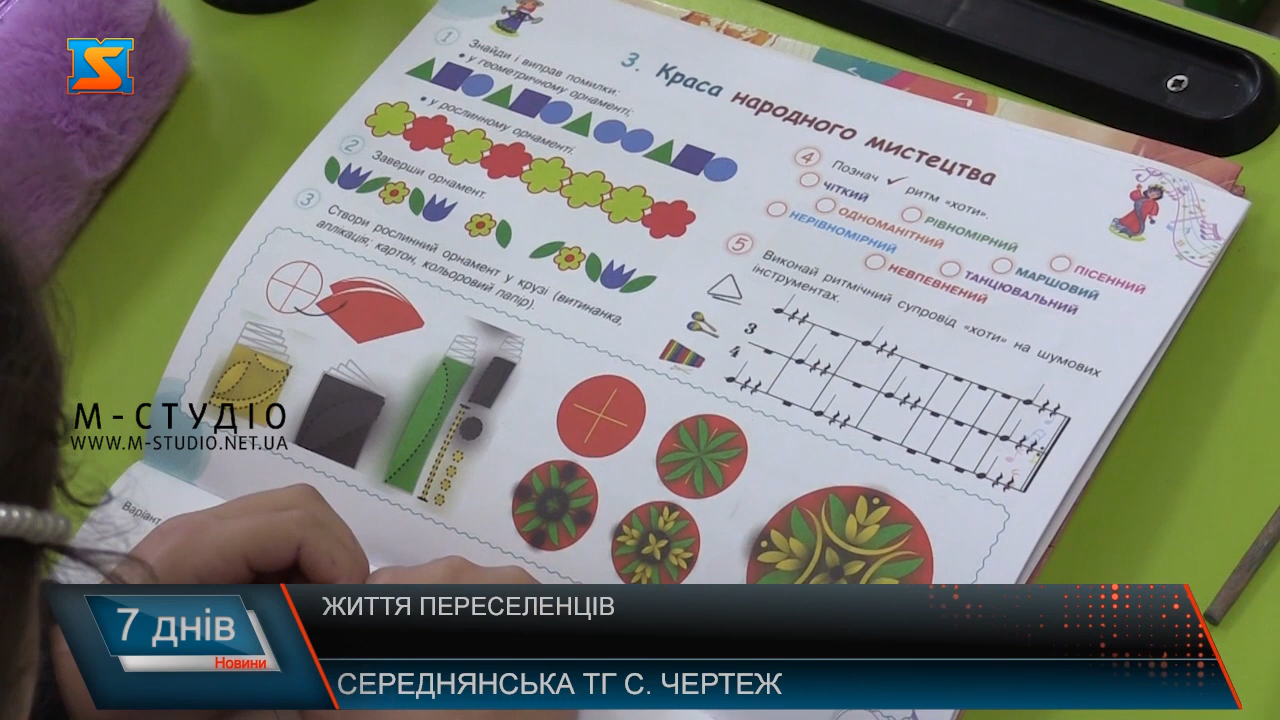 3. Краса народного мистецтва
1 Знайди і виправ помилки:
• у геометричному орнаменті;
• у рослинному орнаменті.
2 Заверши орнамент.
3 Створи рослинний орнамент у крузі (витинанка,
аплікація; картон, кольоровий папір).
Варіант
4 Познач ✓ ритм «хоти».
ЧІТКИЙ
ОДНОМАНІТНИЙ
РІВНОМІРНИЙ
ПІСЕННИЙ
НЕРІВНОМІРНИЙ
НЕВПЕВНЕНИЙ
ТАНЦЮВАЛЬНИЙ
МАРШОВИЙ
5 Виконай ритмічний супровід «хоти» на шумових
інструментах.
3
4
М-СТУДІО
WWW.M-STUDIO.NET.UA
7 днів
Новини
ЖИТТЯ ПЕРЕСЕЛЕНЦІВ
СЕРЕДНЯНСЬКА ТГ С. ЧЕРТЕЖ